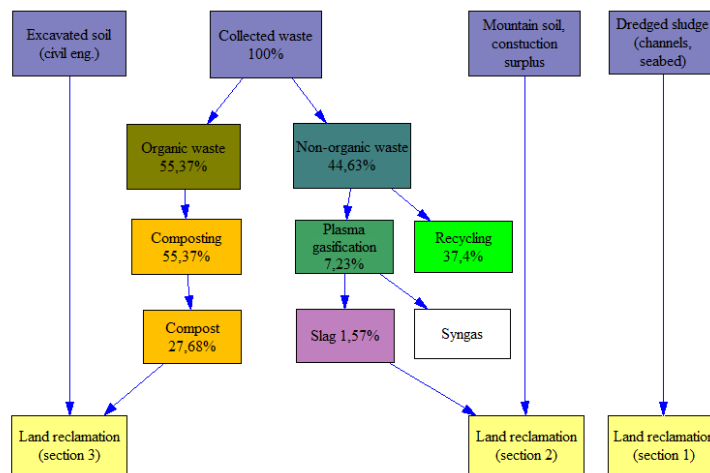 Excavated soil
(civil eng.)
Collected waste
100%
Mountain soil,
constuction
surplus
Dredged sludge
(channels,
seabed)
Organic waste
55,37%
Non-organic waste
44,63%
Composting
55,37%
Plasma
gasification
7,23%
Recycling
37,4%
Compost
27,68%
Slag 1,57%
Syngas
Land reclamation
(section 3)
Land reclamation
(section 2)
Land reclamation
(section 1)